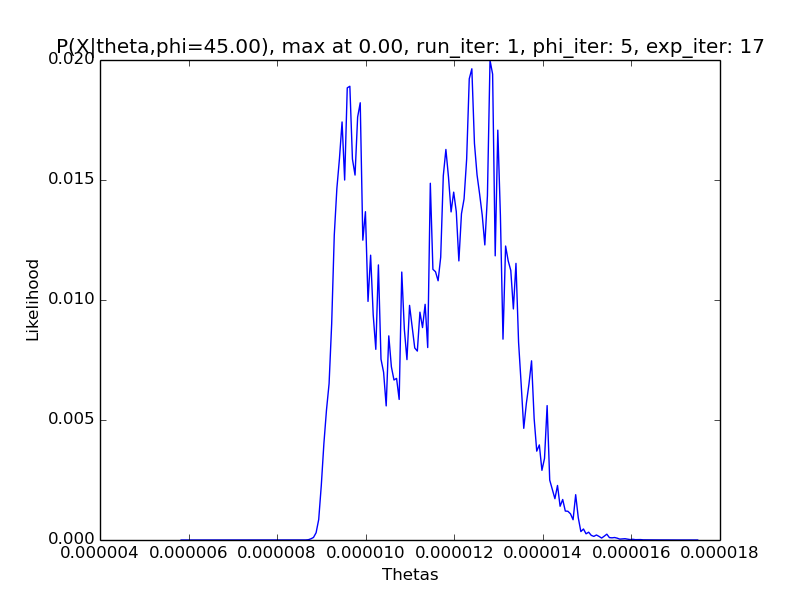 P(X|theta,phi=45.00), max at 0.00, run_iter: 1, phi_iter: 5, exp_iter: 17
0.020
0.015
0.010
0.005
0.000
Likelihood
0.000004 0.000006 0.000008 0.000010 0.000012 0.000014 0.000016 0.000018
Thetas